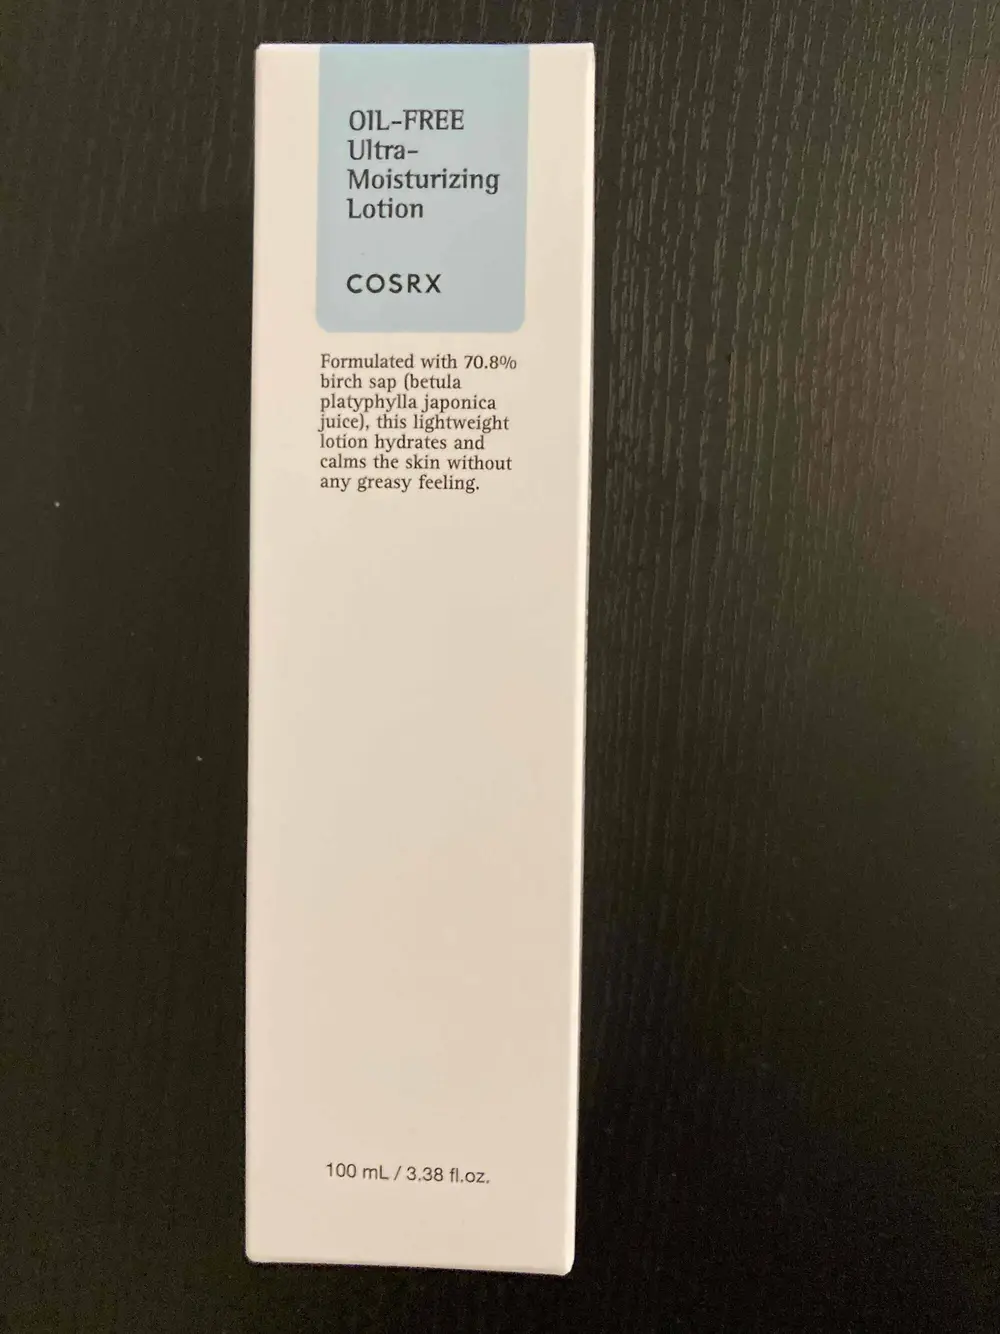 OIL-FREE
Ultra-
Moisturizing
Lotion
COSRX
Formulated with 70.8%
birch sap (betula
platyphylla japonica
juice), this lightweight
lotion hydrates and
calms the skin without
any greasy feeling.
100 mL / 3.38 fl.oz.